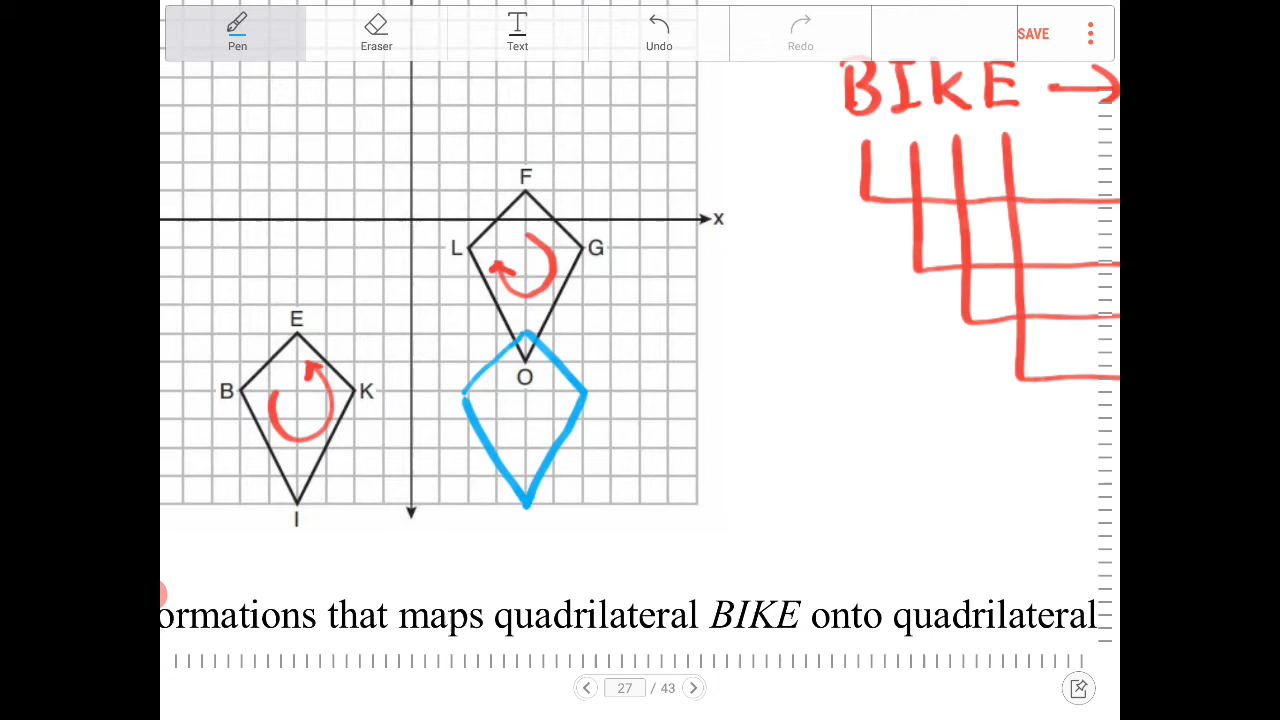 Pen Eraser Text Undo Redo SAVE
BIKE →
F
x
L G
E
O
B K
I
ormations that maps quadrilateral BIKE onto quadrilateral
27 / 43